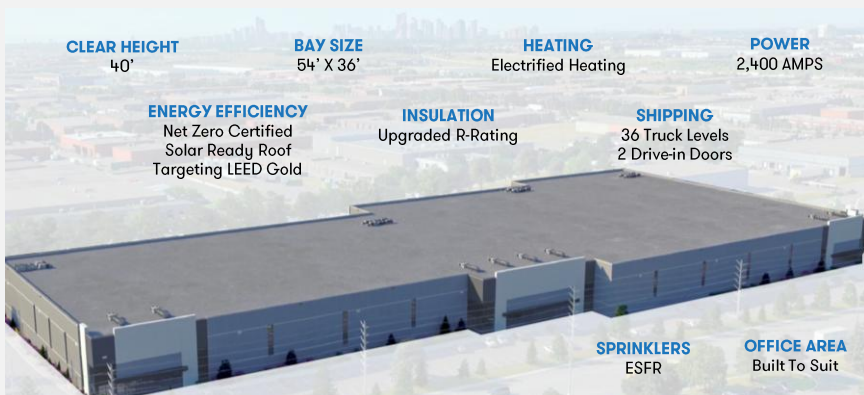 CLEAR HEIGHT
40'
BAY SIZE
54' X 36'
HEATING
Electrified Heating
POWER
2,400 AMPS
ENERGY EFFICIENCY
Net Zero Certified
Solar Ready Roof
Targeting LEED Gold
INSULATION
Upgraded R-Rating
SHIPPING
36 Truck Levels
2 Drive-in Doors
SPRINKLERS
ESFR
OFFICE AREA
Built To Suit